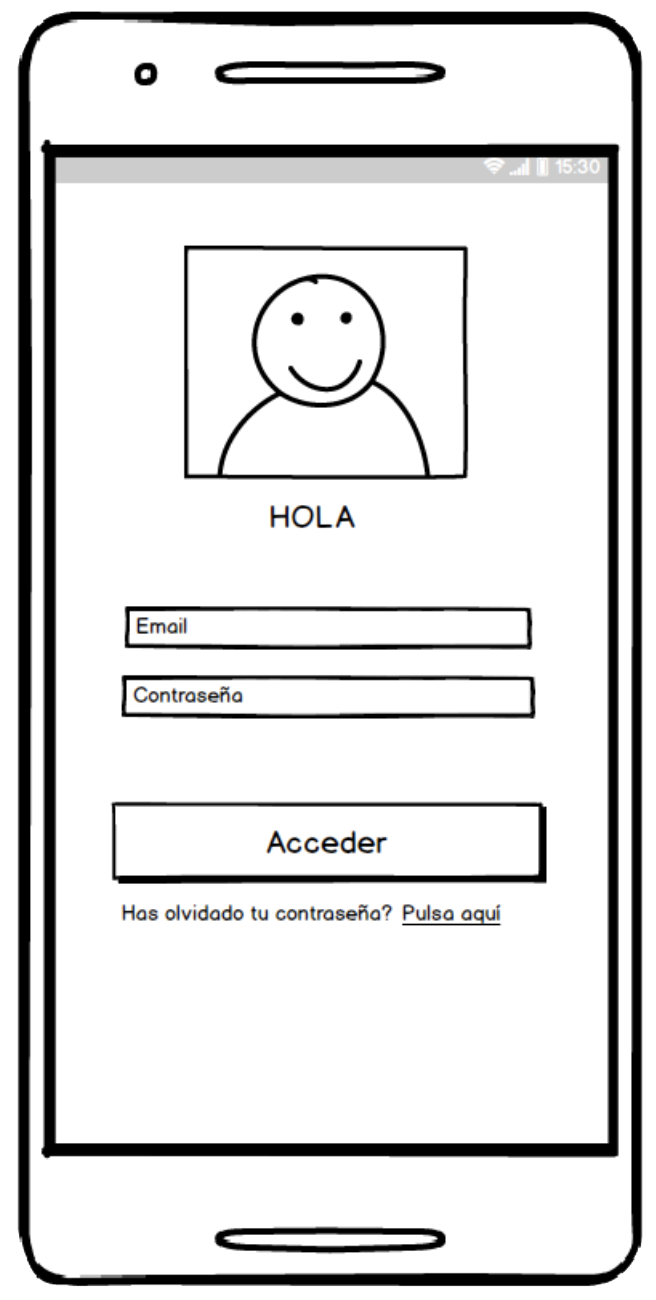 15:30
HOLA
Email
Contraseña
Acceder
Has olvidado tu contraseña? Pulsa aquí